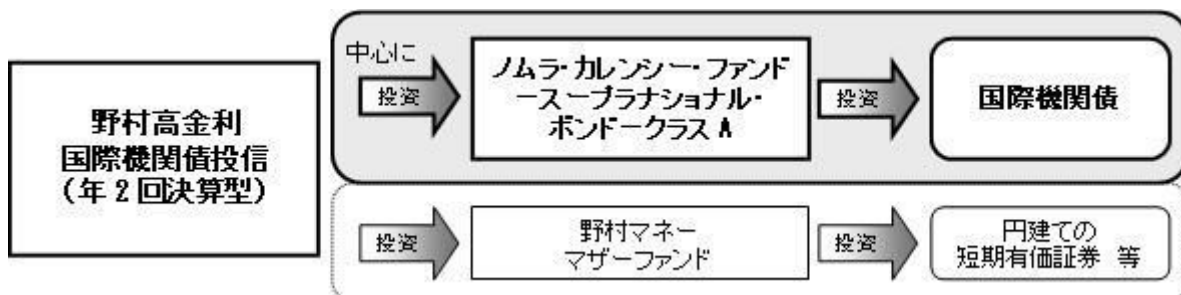 野村高金利
国際機関債投信
(年2回決算型)
中心に
投資
ノムラ・カレンシー・ファンド
ースープラナショナル・
ボンドークラス A
投資
国際機関債
投資
野村マネー
マザーファンド
投資
円建ての
短期有価証券 等